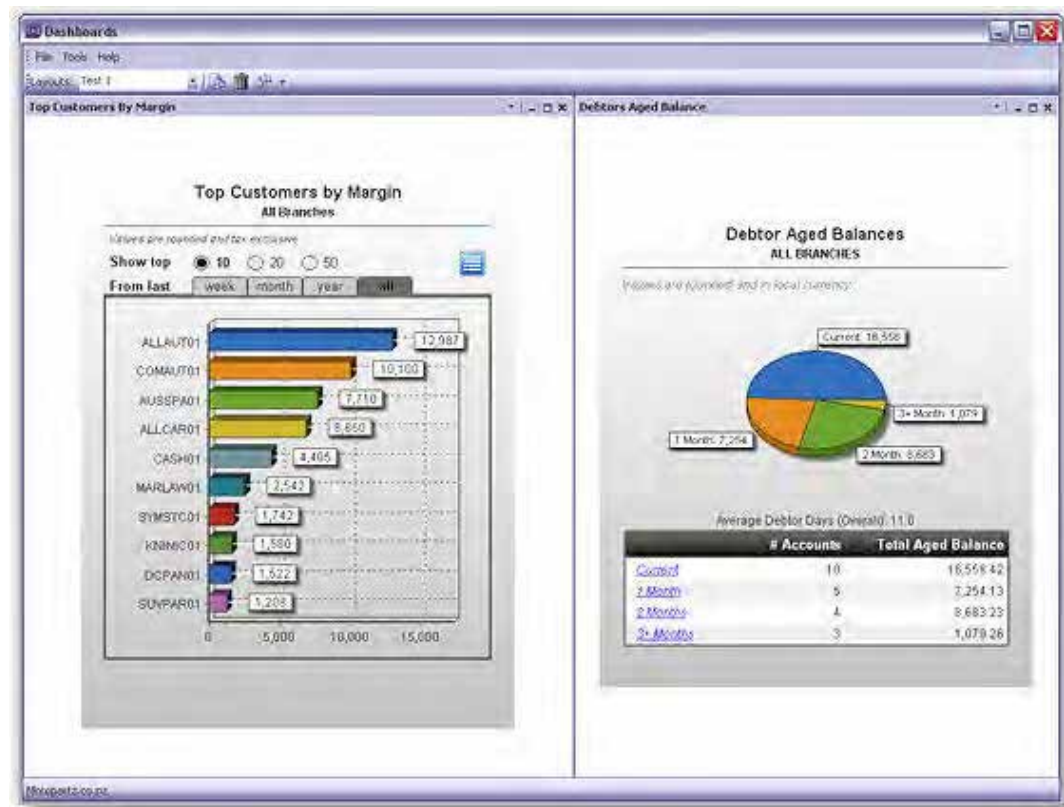 Dashboards
File Tools Help
Layouts: Test 1
Top Customers By Margin
Top Customers by Margin
All Branches
Values are rounded and tax exclusive
Show top 10 20 50
From last week month year all
ALLAUT01 12,987
COMAUT01 10,100
AUSSPA01 7,710
ALLCAR01
CASH01 4,405
MARLAW01 2,542
SYMSTC01 1,742
1,580
DCPAN01 1,522
SUVPAR01 1,208
0 5,000 10,000 15,000
Debtors Aged Balance
Debtor Aged Balances
ALL BRANCHES
Values are rounded and in local currency
Current: 16,558
3+ Month: 1,079
1 Month: 7,254
2 Month: 8,683
Average Debtor Days (Overall): 11.0
# Accounts Total Aged Balance
Current 10 16,558.42
1 Month 5 7,254.13
2 Months 4 8,683.23
3+ Months 3 1,079.26